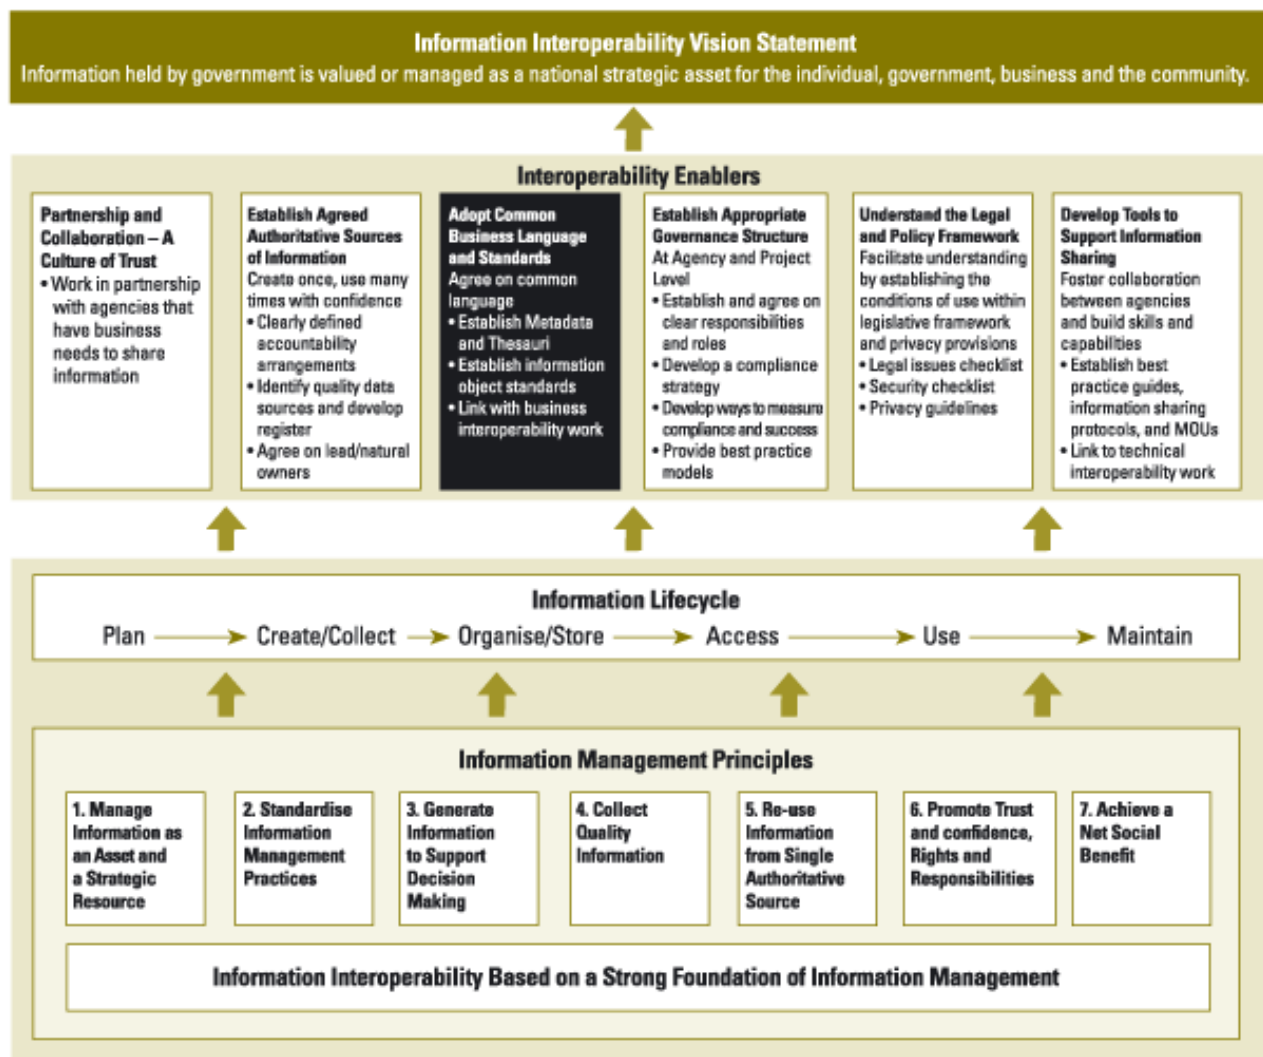 Information Interoperability Vision Statement
Information held by government is valued or managed as a national strategic asset for the individual, government, business and the community.
Interoperability Enablers
Partnership and
Collaboration – A
Culture of Trust
• Work in partnership
with agencies that
have business
needs to share
information
Establish Agreed
Authoritative Sources
of Information
Create once, use many
times with confidence
• Clearly defined
accountability
arrangements
• Identify quality data
sources and develop
register
• Agree on lead/natural
owners
Adopt Common
Business Language
and Standards
Agree on common
language
• Establish Metadata
and Thesauri
• Establish information
object standards
• Link with business
interoperability work
Establish Appropriate
Governance Structure
At Agency and Project
Level
• Establish and agree on
clear responsibilities
and roles
• Develop a compliance
strategy
• Develop ways to measure
compliance and success
• Provide best practice
models
Understand the Legal
and Policy Framework
Facilitate understanding
by establishing the
conditions of use within
legislative framework
and privacy provisions
• Legal issues checklist
• Security checklist
• Privacy guidelines
Develop Tools to
Support Information
Sharing
Foster collaboration
between agencies
and build skills and
capabilities
• Establish best
practice guides,
information sharing
protocols, and MOUs
• Link to technical
interoperability work
Information Lifecycle
Plan Create/Collect Organise/Store Access Use Maintain
Information Management Principles
1. Manage
Information as
an Asset and
a Strategic
Resource
2. Standardise
Information
Management
Practices
3. Generate
Information
to Support
Decision
Making
4. Collect
Quality
Information
5. Re-use
Information
from Single
Authoritative
Source
6. Promote Trust
and confidence,
Rights and
Responsibilities
7. Achieve a
Net Social
Benefit
Information Interoperability Based on a Strong Foundation of Information Management